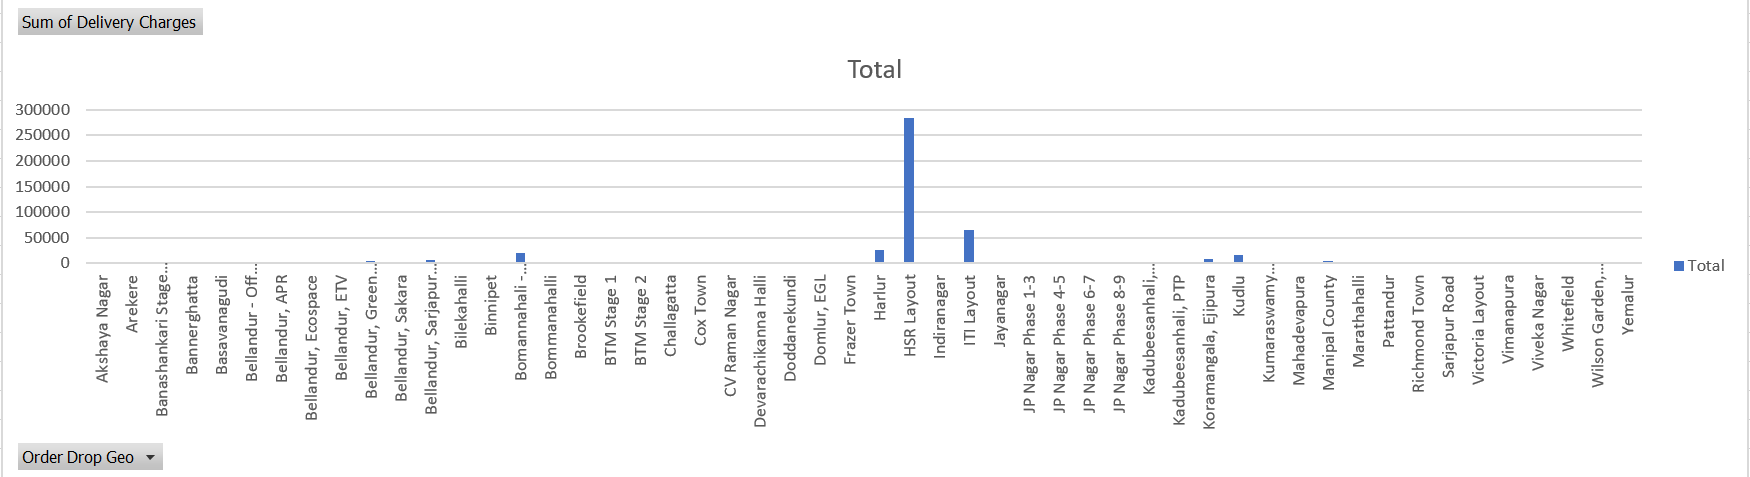 Sum of Delivery Charges
Total
300000
250000
200000
150000
100000
50000
0
Akshaya Nagar
Arekere
Banashankari Stage...
Bannerghatta
Basavanagudi
Bellandur - Off...
Bellandur, APR
Bellandur, Ecospace
Bellandur, ETV
Bellandur, Green...
Bellandur, Sakara
Bellandur, Sarjapur...
Bilekahalli
Binnipet
Bomannahali -...
Bommanahalli
Brookefield
BTM Stage 1
BTM Stage 2
Challagatta
Cox Town
CV Raman Nagar
Devarachikanna Halli
Doddanekundi
Domlur, EGL
Frazer Town
Harlur
HSR Layout
Indiranagar
ITI Layout
Jayanagar
JP Nagar Phase 1-3
JP Nagar Phase 4-5
JP Nagar Phase 6-7
JP Nagar Phase 8-9
Kadubeesanhali,...
Kadubeesanhali, PTP
Koramangala, Ejipura
Kudlu
Kumaraswamy...
Mahadevapura
Manipal County
Marathahalli
Pattandur
Richmond Town
Sarjapur Road
Victoria Layout
Vimanapura
Viveka Nagar
Whitefield
Wilson Garden,...
Yemalur
Total
Order Drop Geo